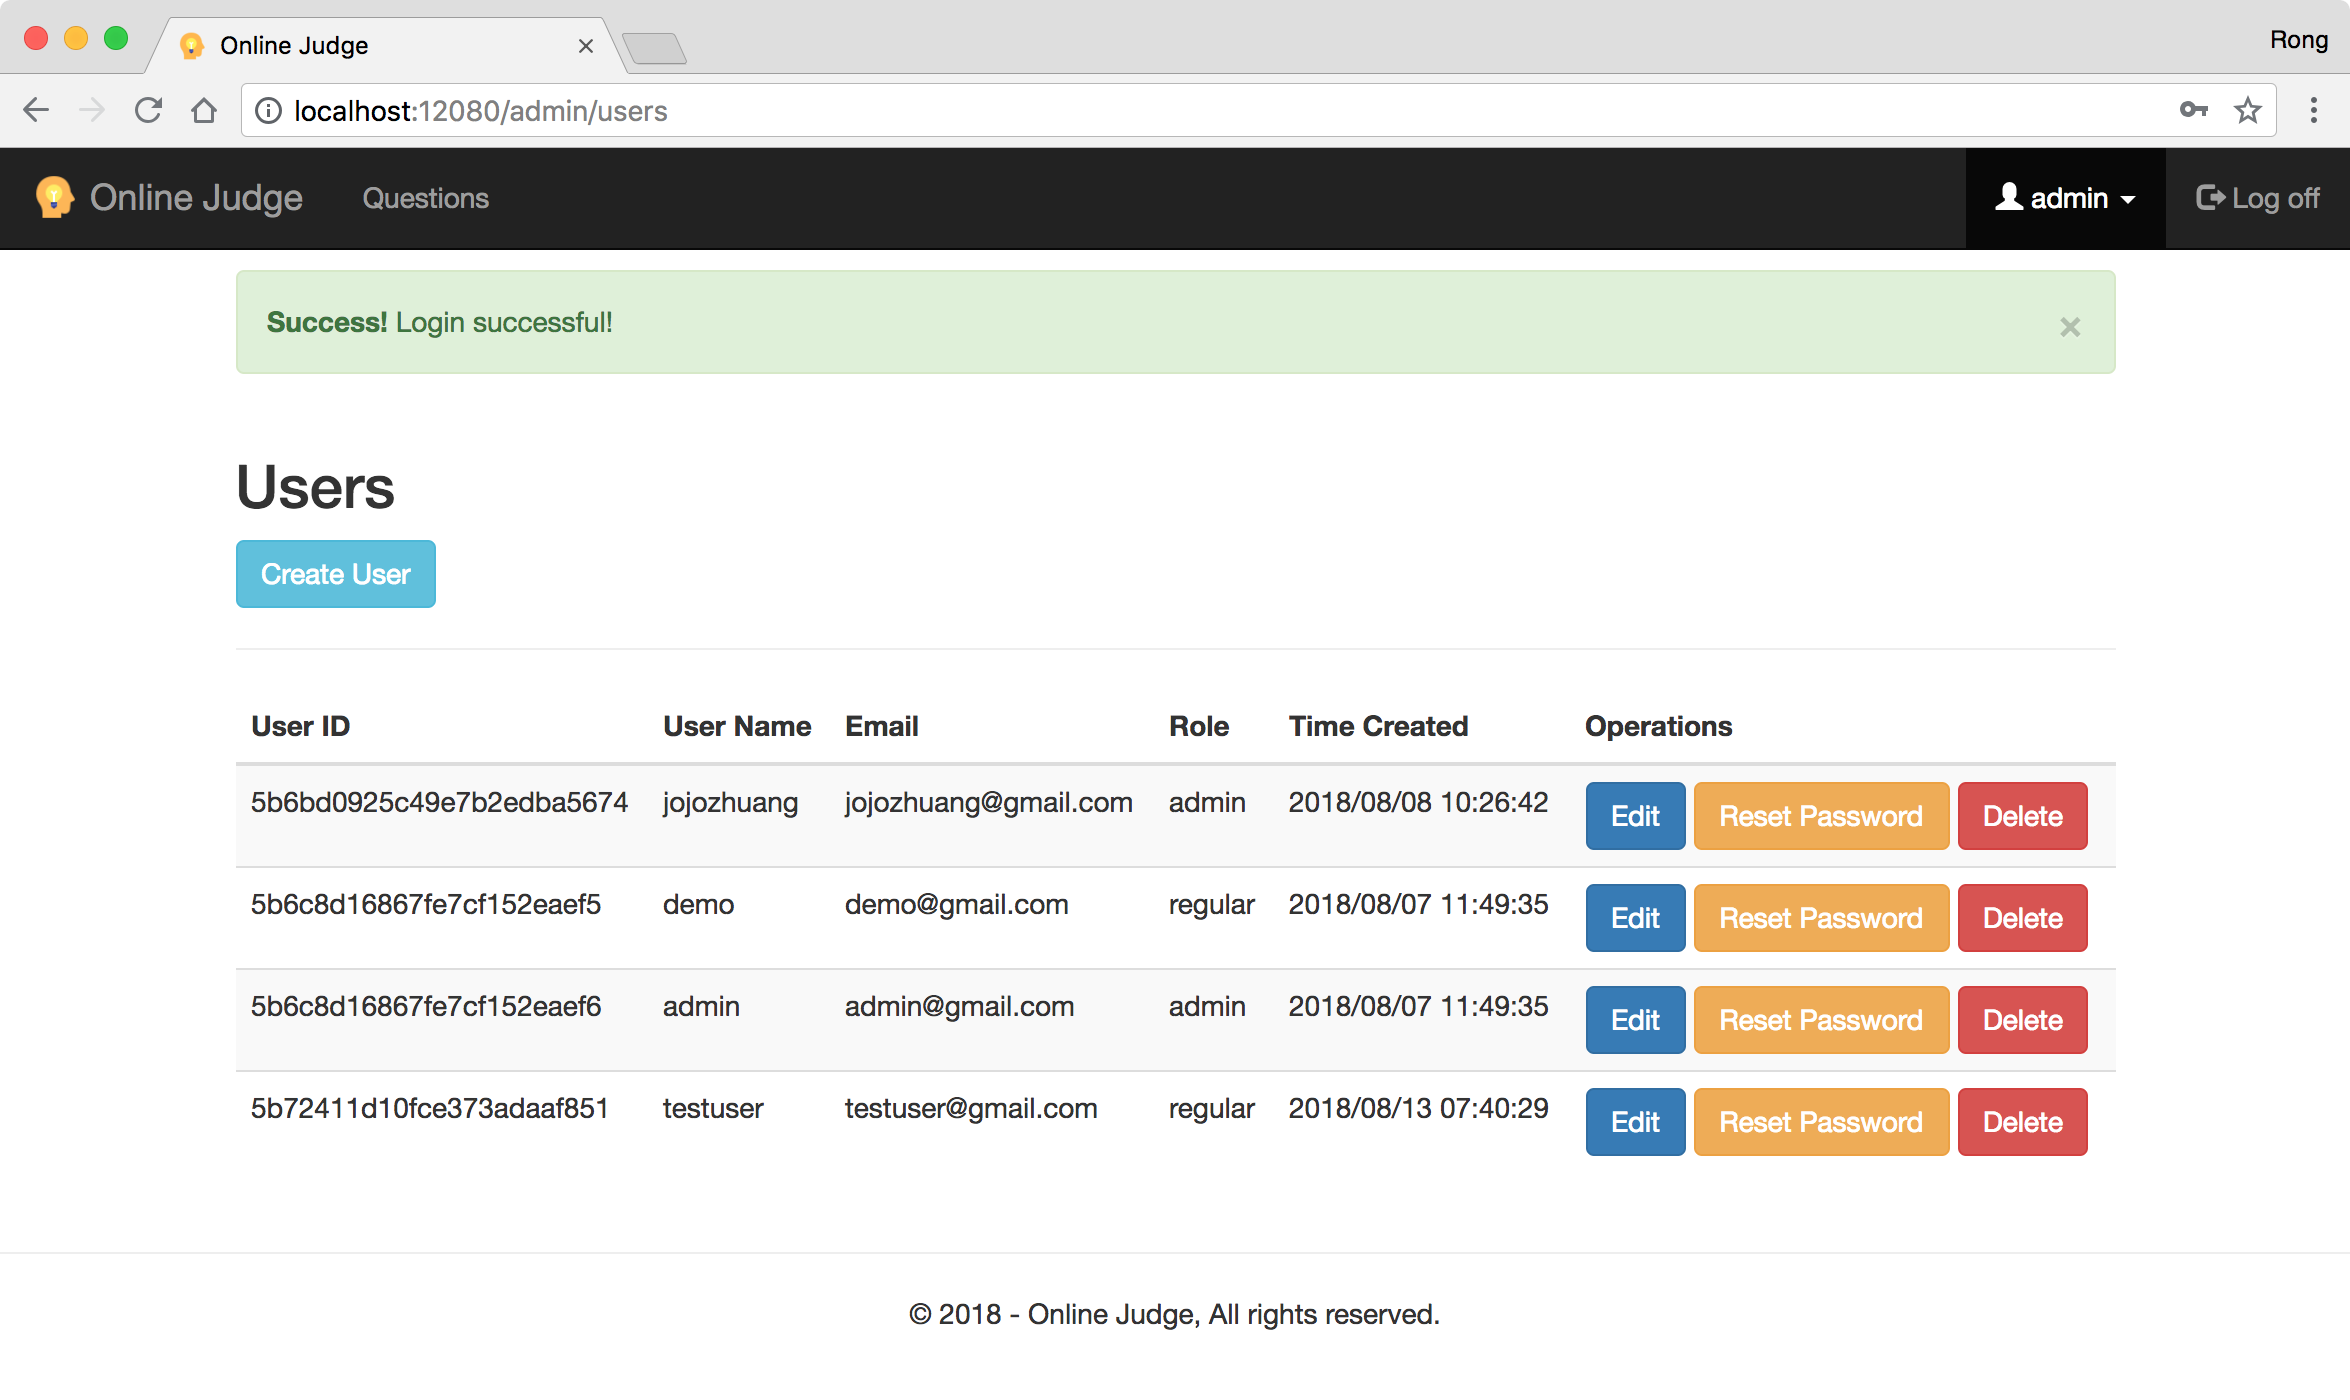 Online Judge
Rong
localhost:12080/admin/users
Online Judge Questions admin Log off
Success! Login successful!
×
Users
Create User
User ID User Name Email Role Time Created Operations
5b6bd0925c49e7b2edba5674 jojozhuang jojozhuang@gmail.com admin 2018/08/08 10:26:42 Edit Reset Password Delete
5b6c8d16867fe7cf152eaef5 demo demo@gmail.com regular 2018/08/07 11:49:35 Edit Reset Password Delete
5b6c8d16867fe7cf152eaef6 admin admin@gmail.com admin 2018/08/07 11:49:35 Edit Reset Password Delete
5b72411d10fce373adaaf851 testuser testuser@gmail.com regular 2018/08/13 07:40:29 Edit Reset Password Delete
© 2018 - Online Judge, All rights reserved.